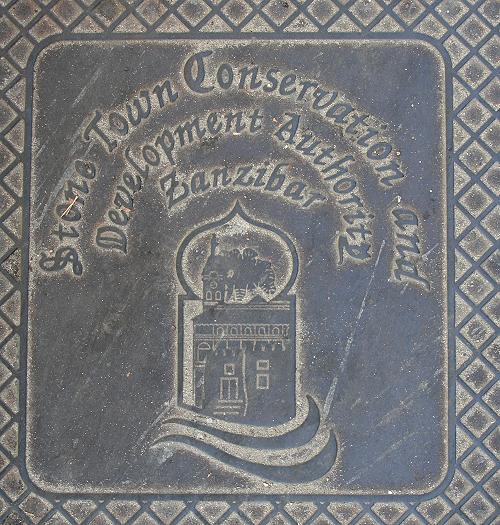 Stone Town Conservation and
Development Authority
Zanzibar